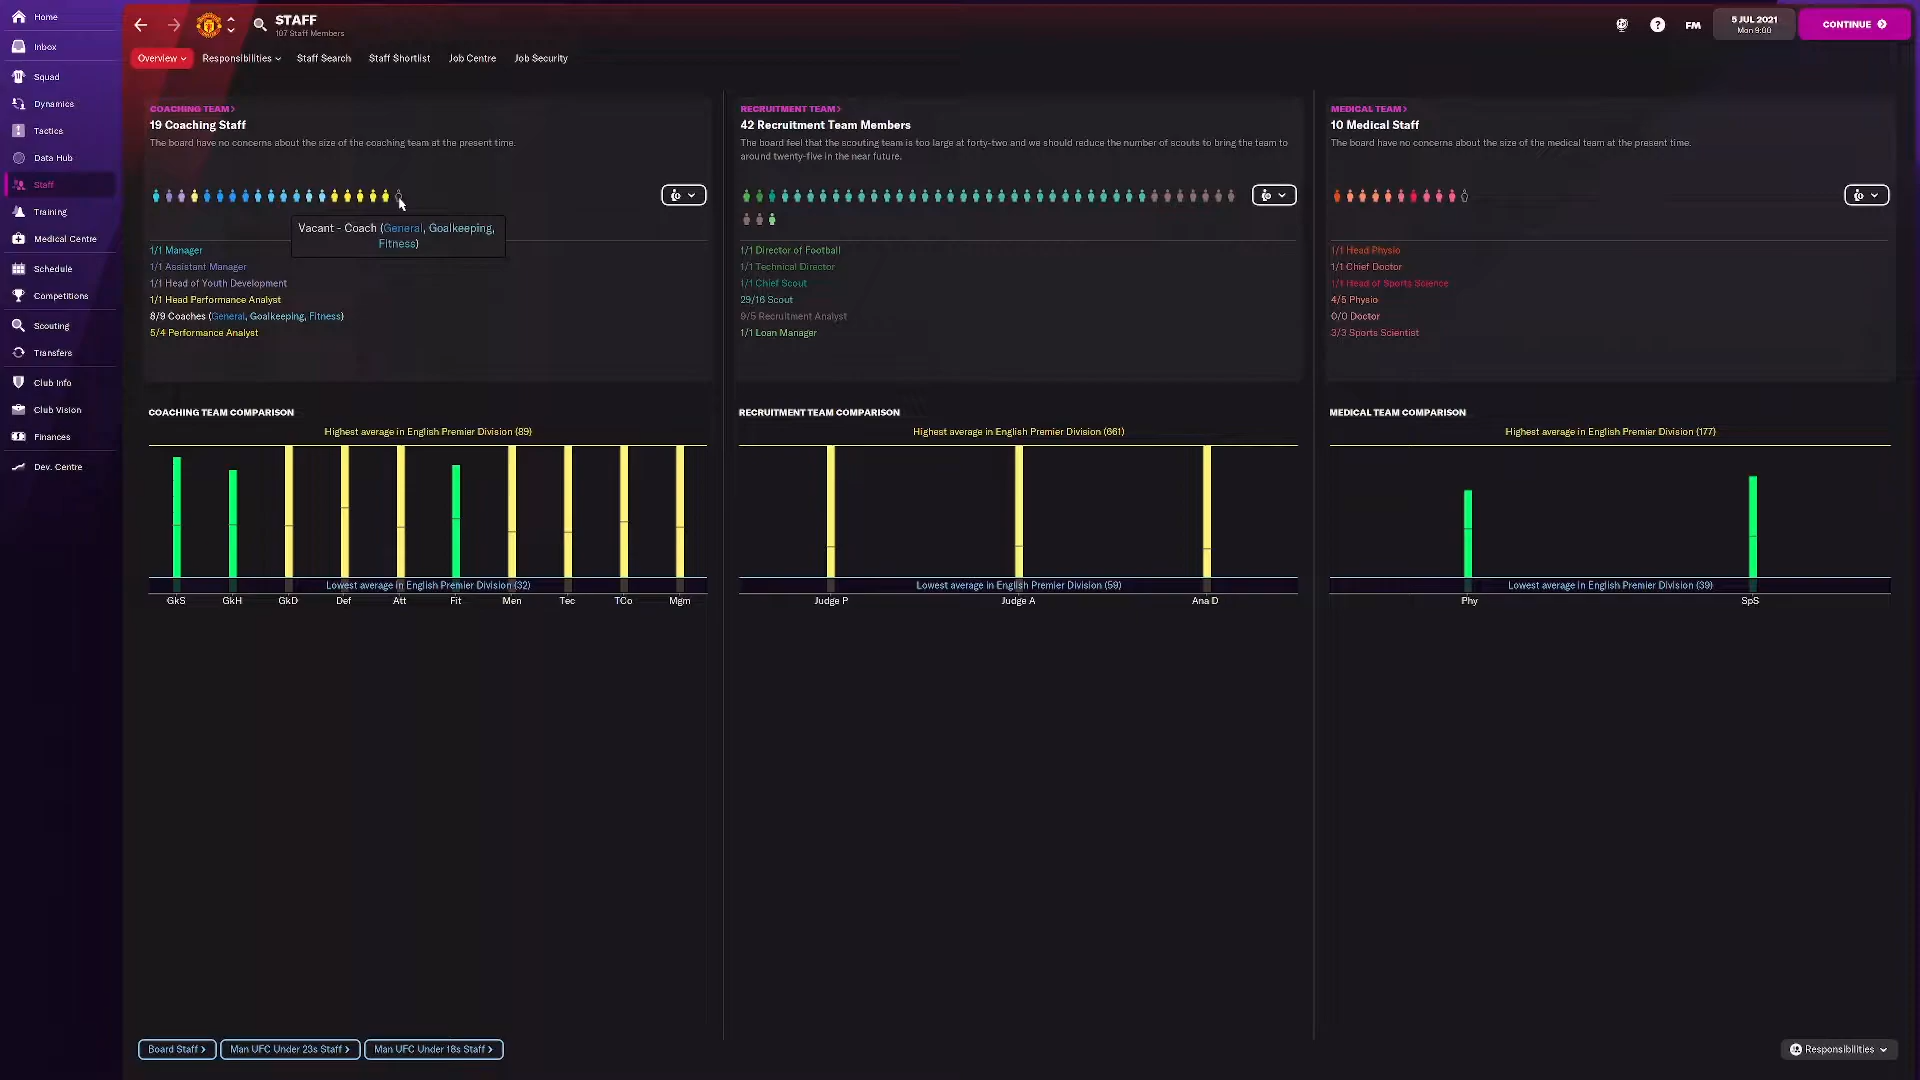 Home
Inbox
Squad
Dynamics
Tactics
Data Hub
Staff
Training
Medical Centre
Schedule
Competitions
Scouting
Transfers
Club Info
Club Vision
Finances
Dev. Centre
STAFF
107 Staff Members
FM
5 JUL 2021
Mon 9:00
CONTINUE
Overview
Responsibilities
Staff Search
Staff Shortlist
Job Centre
Job Security
COACHING TEAM >
19 Coaching Staff
The board have no concerns about the size of the coaching team at the present time.
Vacant - Coach (General, Goalkeeping,
Fitness)
1/1 Manager
1/1 Assistant Manager
1/1 Head of Youth Development
1/1 Head Performance Analyst
8/9 Coaches (General, Goalkeeping, Fitness)
5/4 Performance Analyst
RECRUITMENT TEAM >
42 Recruitment Team Members
The board feel that the scouting team is too large at forty-two and we should reduce the number of scouts to bring the team to
around twenty-five in the near future.
1/1 Director of Football
1/1 Technical Director
1/1 Chief Scout
29/16 Scout
9/5 Recruitment Analyst
1/1 Loan Manager
MEDICAL TEAM >
10 Medical Staff
The board have no concerns about the size of the medical team at the present time.
1/1 Head Physio
1/1 Chief Doctor
1/1 Head of Sports Science
4/5 Physio
0/0 Doctor
3/3 Sports Scientist
COACHING TEAM COMPARISON
Highest average in English Premier Division (89)
Lowest average in English Premier Division (32)
GkS GkH GkD Def Att Fit Men Tec TCo Mgm
RECRUITMENT TEAM COMPARISON
Highest average in English Premier Division (661)
Lowest average in English Premier Division (59)
Judge P Judge A Ana D
MEDICAL TEAM COMPARISON
Highest average in English Premier Division (177)
Lowest average in English Premier Division (39)
Phy SpS
Board Staff >
Man UFC Under 23s Staff >
Man UFC Under 18s Staff >
Responsibilities